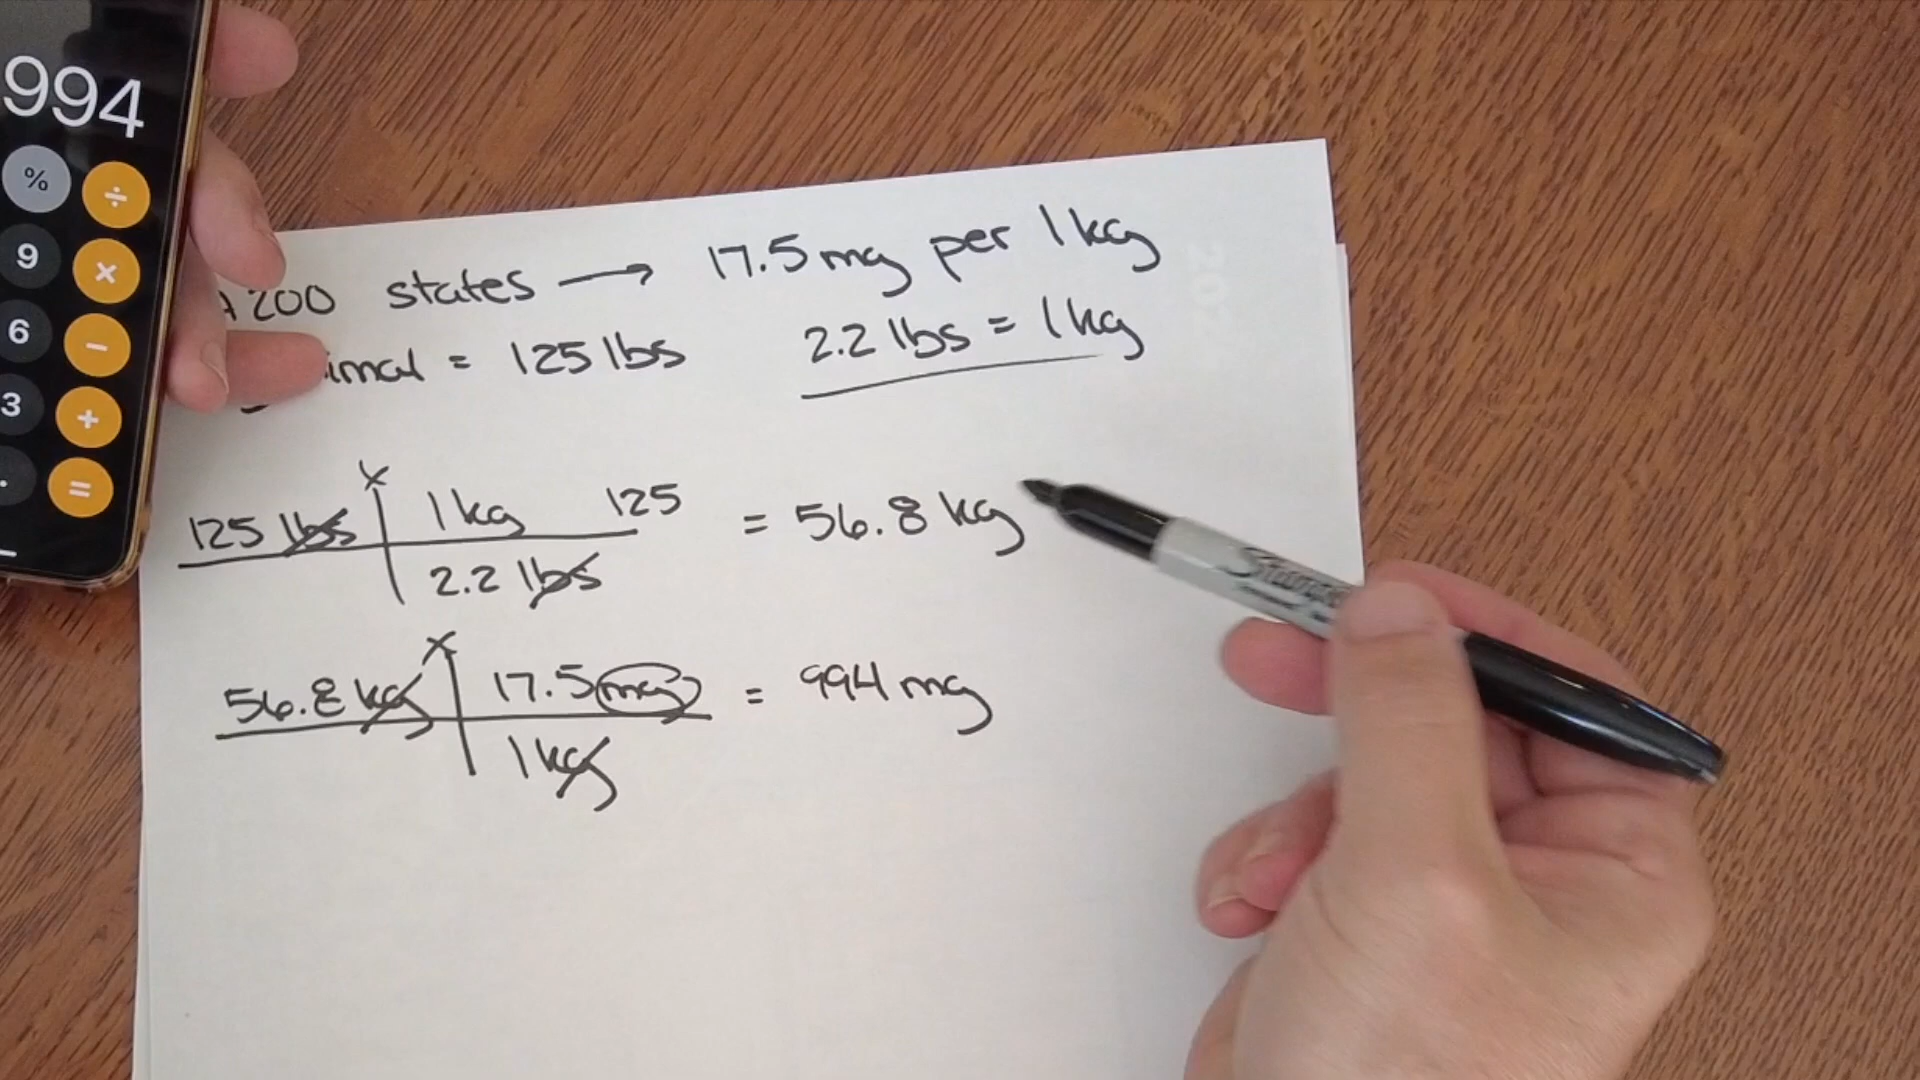 994
%
÷
9
×
6
−
3
+
.
=
200 states → 17.5 mg per 1 kg
= 125 lbs 2.2 lbs = 1 kg
x
125 lbs 1 kg 125 = 56.8 kg
2.2 lbs
x
56.8 kg 17.5 mg = 994 mg
1 kg